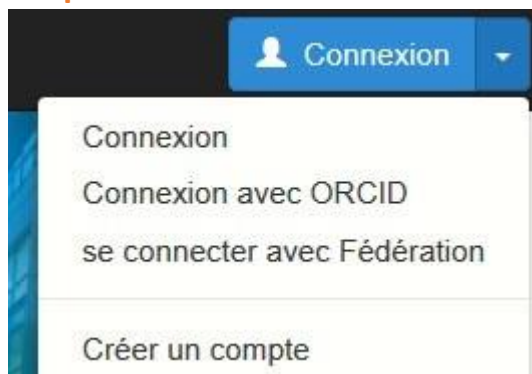 Connexion
Connexion
Connexion avec ORCID
se connecter avec Fédération
Créer un compte